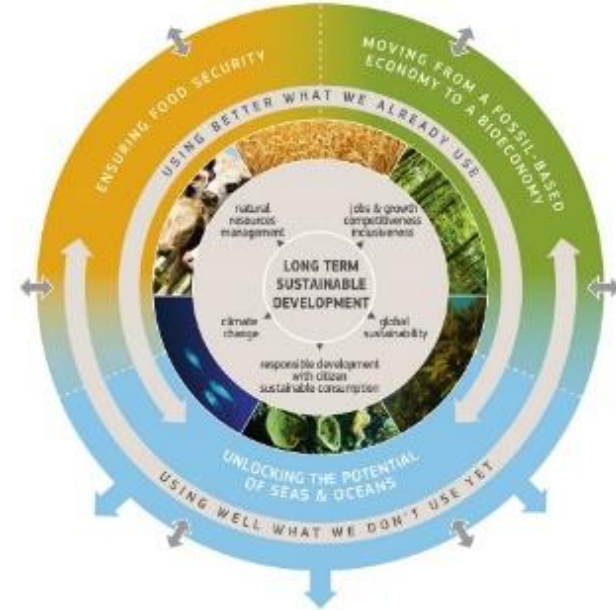 ENSURING FOOD SECURITY
MOVING FROM A FOSSIL-BASED
ECONOMY TO A BIOECONOMY
USING BETTER WHAT WE ALREADY USE
natural
resources
management
jobs & growth
competitiveness
inclusiveness
LONG TERM
SUSTAINABLE
DEVELOPMENT
climate
change
global
sustainability
responsible development
with citizen
sustainable consumption
UNLOCKING THE POTENTIAL
OF SEAS & OCEANS
USING WELL WHAT WE DON'T USE YET